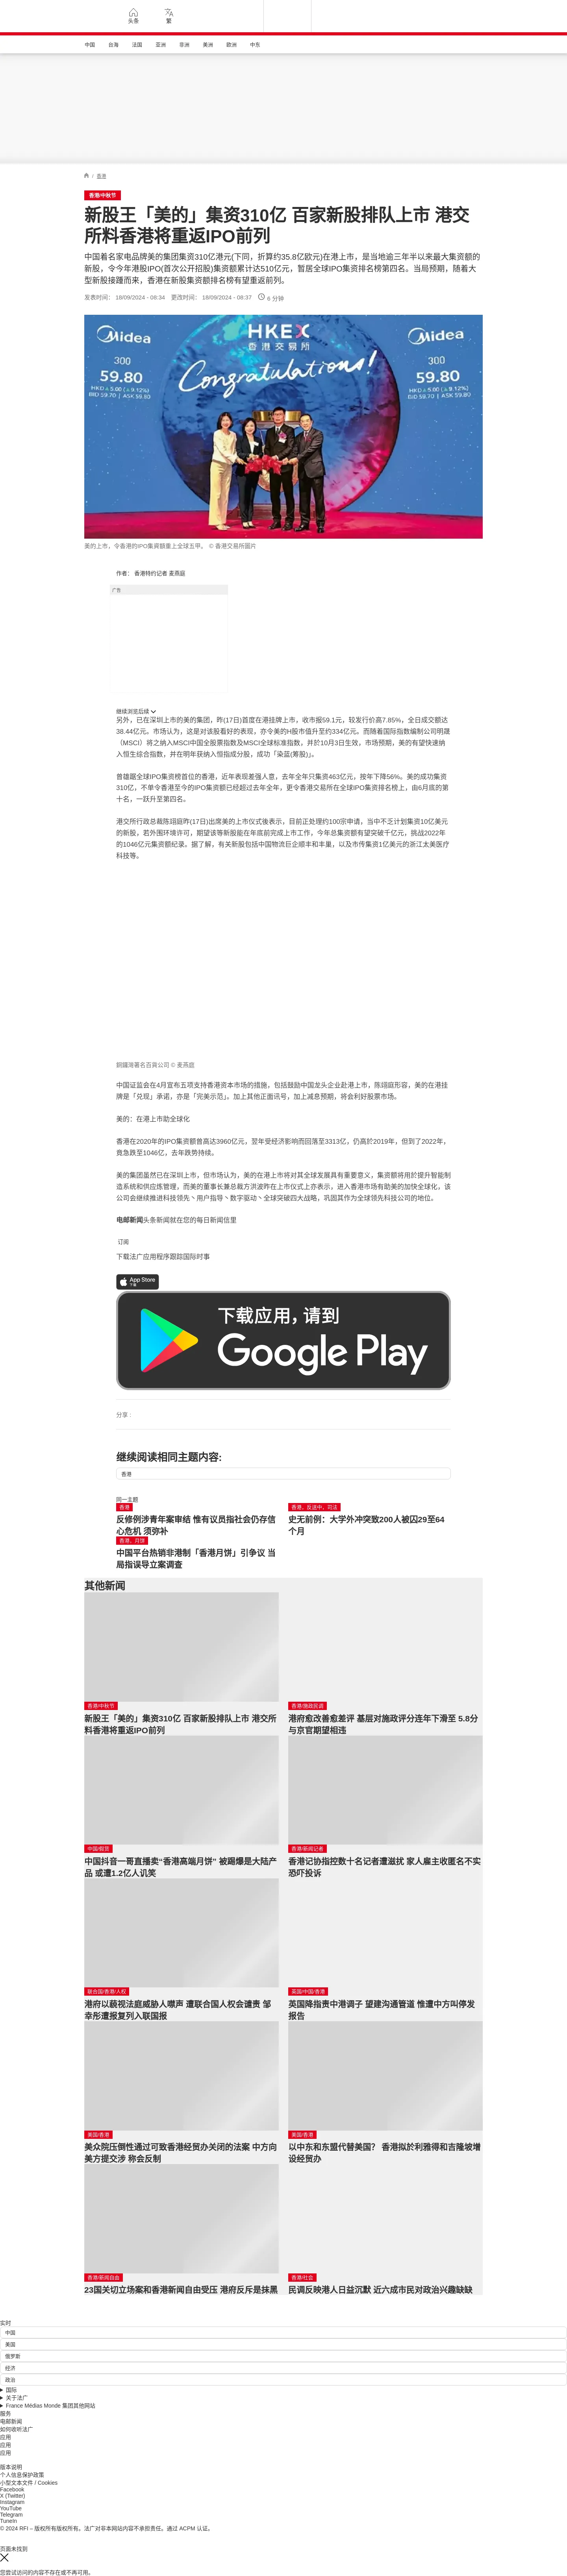 头条
繁
中国 台海 法国 亚洲 非洲 美洲 欧洲 中东
/ 香港
香港/中秋节
新股王「美的」集资310亿 百家新股排队上市 港交
所料香港将重返IPO前列
中国着名家电品牌美的集团集资310亿港元(下同，折算约35.8亿欧元)在港上市，是当地逾三年半以来最大集资额的
新股，令今年港股IPO(首次公开招股)集资额累计达510亿元，暂居全球IPO集资排名榜第四名。当局预期，随着大
型新股接踵而来，香港在新股集资额排名榜有望重返前列。
发表时间： 18/09/2024 - 08:34 更改时间： 18/09/2024 - 08:37 6 分钟
Midea
300
59.80
HKD ▲ 5.00 (▲ 9.12%)
BID 59.70 | ASK 59.80
HKEX
香港交易所
Congratulations!
Midea
300
59.80
HKD ▲ 5.00 (▲ 9.12%)
BID 59.70 | ASK 59.80
美的上市，令香港的IPO集资额重上全球五甲。 © 香港交易所圖片
作者： 香港特约记者 麦燕庭
广告
继续浏览后续
另外，已在深圳上市的美的集团，昨(17日)首度在港挂牌上市，收市报59.1元，较发行价高7.85%，全日成交额达
38.44亿元。市场认为，这是对该股看好的表现，亦令美的H股市值升至约334亿元。而随着国际指数编制公司明晟
（MSCI）将之纳入MSCI中国全股票指数及MSCI全球标准指数，并於10月3日生效，市场预期，美的有望快速纳
入恒生综合指数，并在明年获纳入恒指成分股，成功「染蓝(筹股)」。
曾雄踞全球IPO集资榜首位的香港，近年表现差强人意，去年全年只集资463亿元，按年下降56%。美的成功集资
310亿，不单令香港至今的IPO集资额已经超过去年全年，更令香港交易所在全球IPO集资排名榜上，由6月底的第
十名，一跃升至第四名。
港交所行政总裁陈翊庭昨(17日)出席美的上市仪式後表示，目前正处理约100宗申请，当中不乏计划集资10亿美元
的新股，若外围环境许可，期望该等新股能在年底前完成上市工作，今年总集资额有望突破千亿元，挑战2022年
的1046亿元集资额纪录。据了解，有关新股包括中国物流巨企顺丰和丰巢，以及市传集资1亿美元的浙江太美医疗
科技等。
銅鑼灣著名百貨公司 © 麦燕庭
中国证监会在4月宣布五项支持香港资本市场的措施，包括鼓励中国龙头企业赴港上市，陈翊庭形容，美的在港挂
牌是「兑现」承诺，亦是「完美示范」。加上其他正面讯号，加上减息预期，将会利好股票市场。
美的：在港上市助全球化
香港在2020年的IPO集资额曾高达3960亿元，翌年受经济影响而回落至3313亿，仍高於2019年，但到了2022年，
竟急跌至1046亿，去年跌势持续。
美的集团虽然已在深圳上市，但市场认为，美的在港上市将对其全球发展具有重要意义，集资额将用於提升智能制
造系统和供应炼管理，而美的董事长兼总裁方洪波昨在上市仪式上亦表示，进入香港市场有助美的加快全球化，该
公司会继续推进科技领先丶用户指导丶数字驱动丶全球突破四大战略，巩固其作为全球领先科技公司的地位。
电邮新闻头条新闻就在您的每日新闻信里
订阅
下载法广应用程序跟踪国际时事
App Store
下载
下载应用，请到
Google Play
分享 :
继续阅读相同主题内容:
香港
同一主题
香港
反修例涉青年案审结 惟有议员指社会仍存信
心危机 须弥补
香港、反送中、司法
史无前例：大学外冲突致200人被囚29至64
个月
香港、月饼
中国平台热销非港制「香港月饼」引争议 当
局指误导立案调查
其他新闻
香港/中秋节
新股王「美的」集资310亿 百家新股排队上市 港交所
料香港将重返IPO前列
香港/施政民调
港府愈改善愈差评 基层对施政评分连年下滑至 5.8分
与京官期望相违
中国/假货
中国抖音一哥直播卖“香港高端月饼” 被踢爆是大陆产
品 或遭1.2亿人讥笑
香港/新闻记者
香港记协指控数十名记者遭滋扰 家人雇主收匿名不实
恐吓投诉
联合国/香港/人权
港府以藐视法庭威胁人噤声 遭联合国人权会谴责 邹
幸彤遭报复列入联国报
英国/中国/香港
英国降指责中港调子 望建沟通管道 惟遭中方叫停发
报告
美国/香港
美众院压倒性通过可致香港经贸办关闭的法案 中方向
美方提交涉 称会反制
美国/香港
以中东和东盟代替美国？ 香港拟於利雅得和吉隆坡增
设经贸办
香港/新闻自由
23国关切立场案和香港新闻自由受压 港府反斥是抹黑
香港/社会
民调反映港人日益沉默 近六成市民对政治兴趣缺缺
实时
中国
美国
俄罗斯
经济
政治
国际
关于法广
France Médias Monde 集团其他网站
服务
电邮新闻
如何收听法广
应用
应用
应用
版本说明
个人信息保护政策
小型文本文件 / Cookies
Facebook
X (Twitter)
Instagram
YouTube
Telegram
TuneIn
© 2024 RFI – 版权所有版权所有。法广对非本网站内容不承担责任。通过 ACPM 认证。
页面未找到
您尝试访问的内容不存在或不再可用。